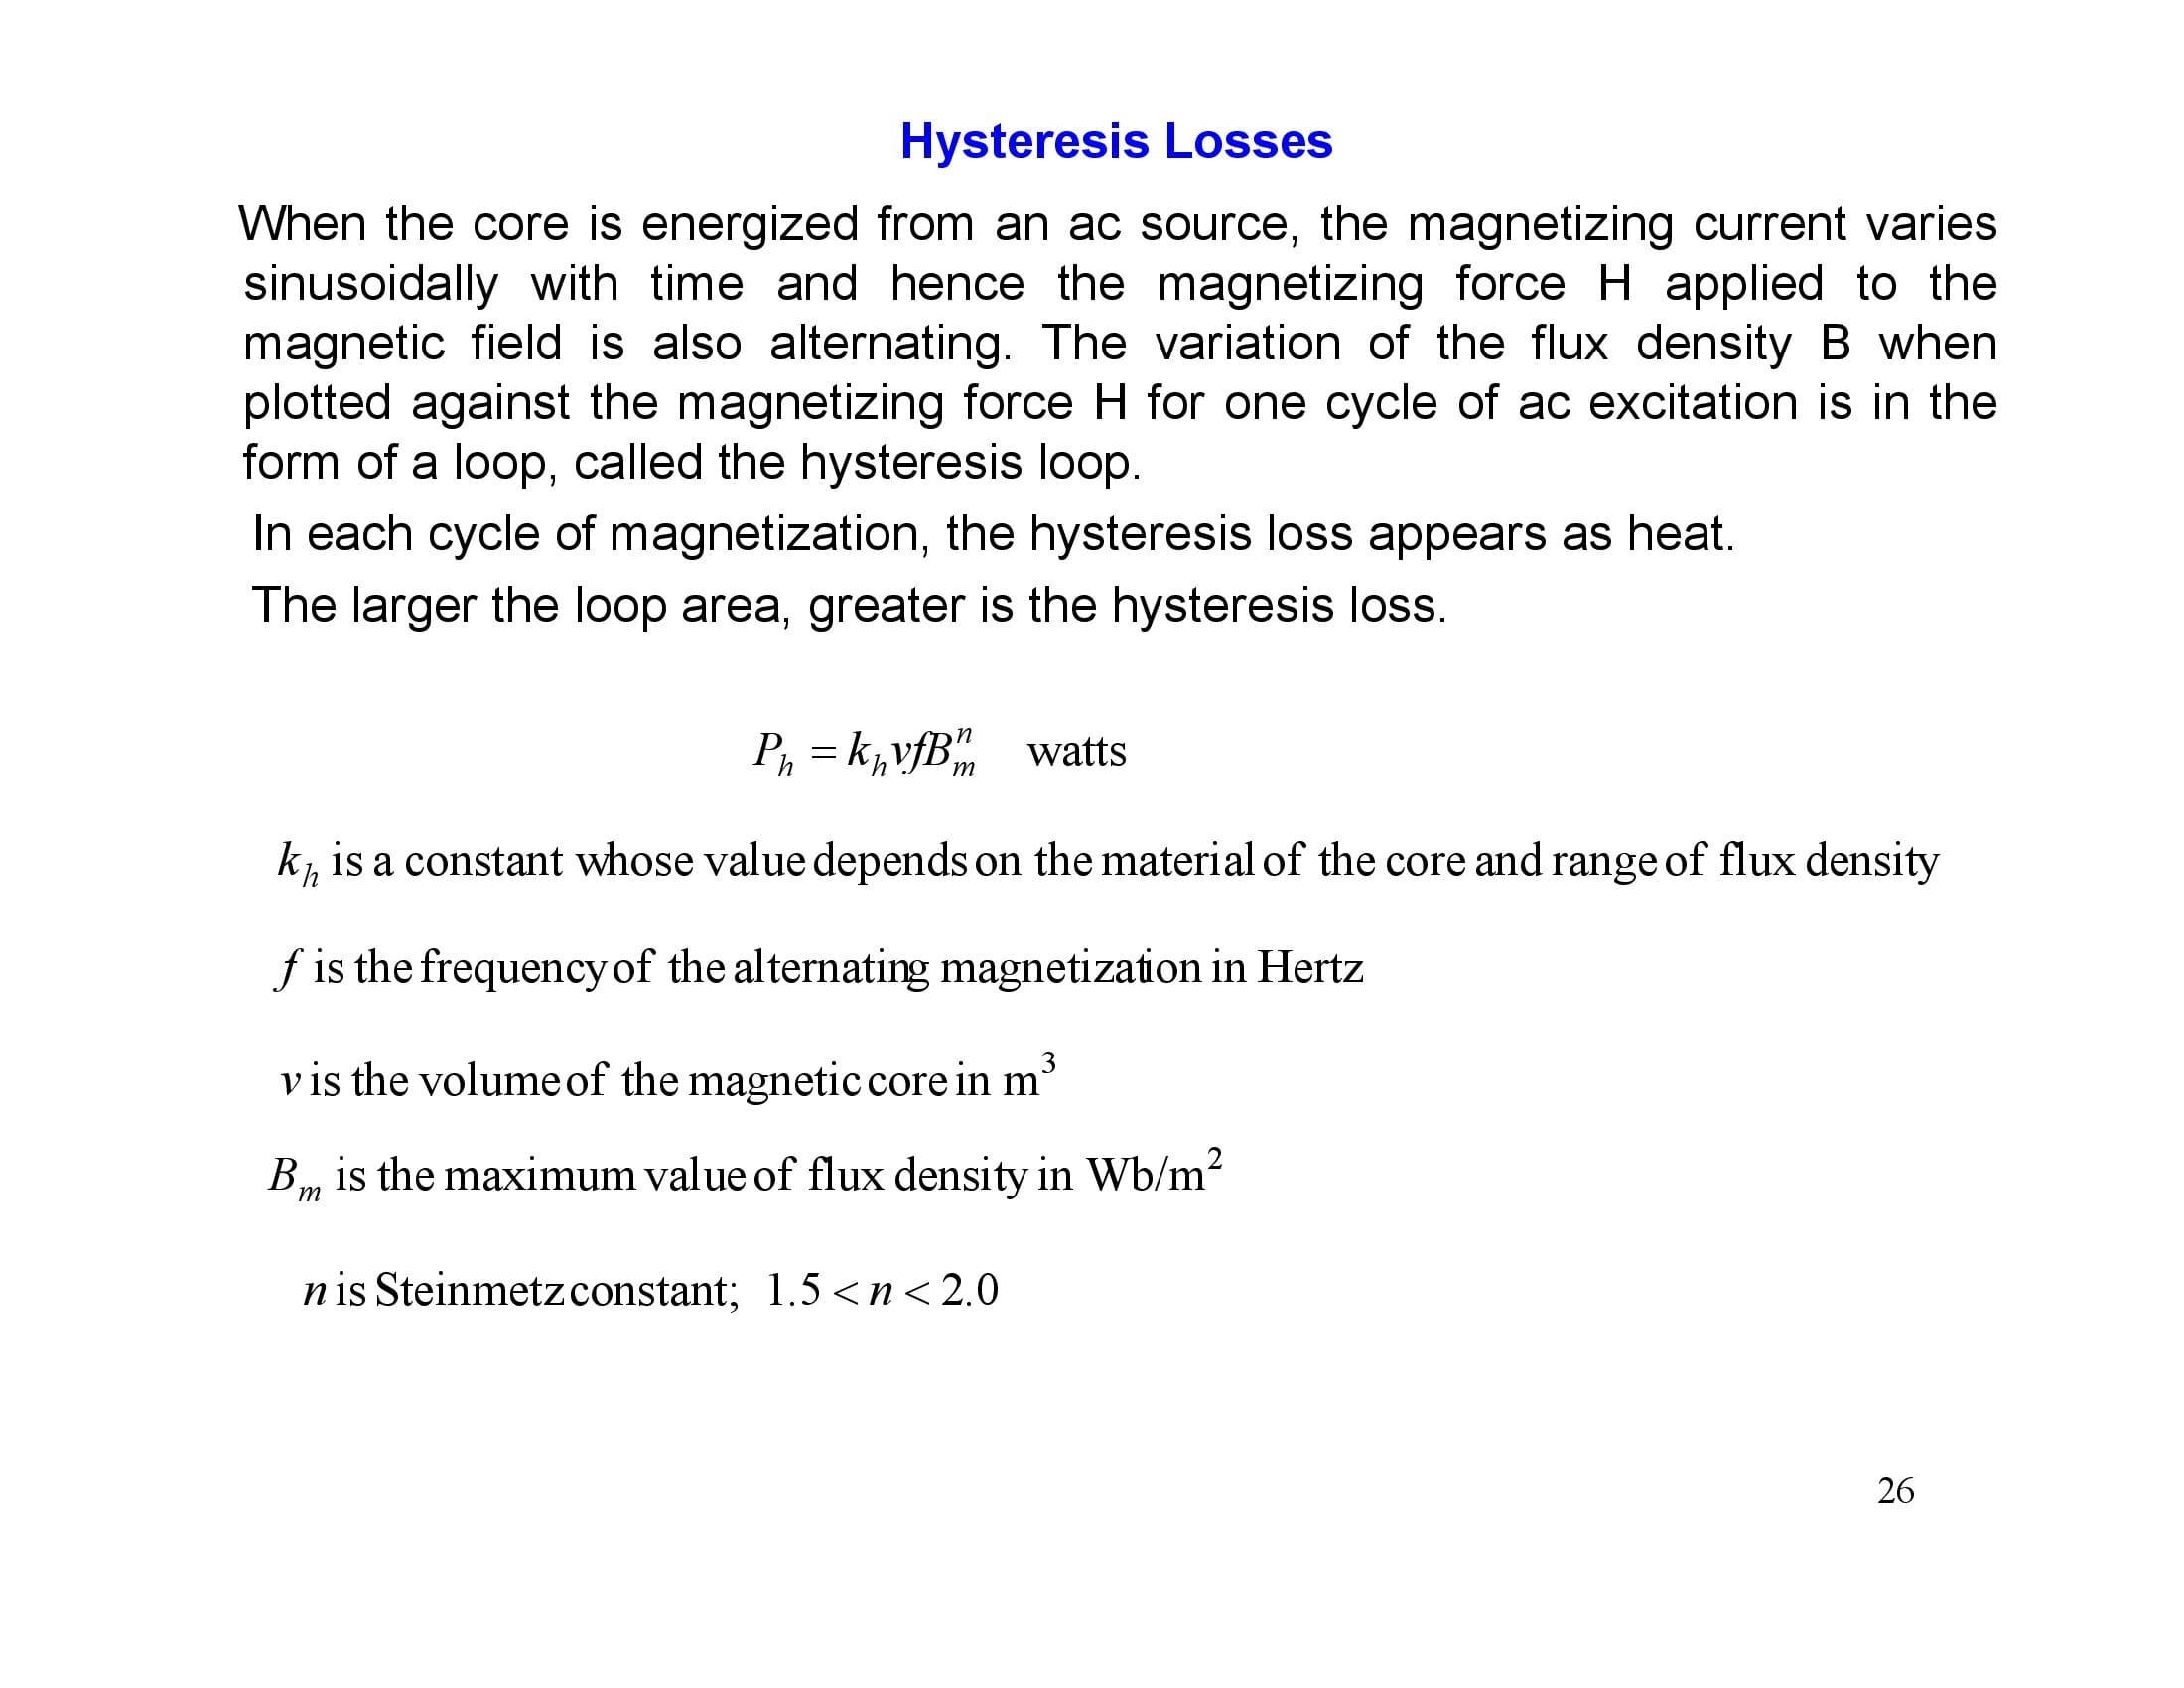 Hysteresis Losses
When the core is energized from an ac source, the magnetizing current varies
sinusoidally with time and hence the magnetizing force H applied to the
magnetic field is also alternating. The variation of the flux density B when
plotted against the magnetizing force H for one cycle of ac excitation is in the
form of a loop, called the hysteresis loop.
In each cycle of magnetization, the hysteresis loss appears as heat.
The larger the loop area, greater is the hysteresis loss.
P_h = k_h vfB_m^n watts
k_h is a constant whose value depends on the material of the core and range of flux density
f is the frequency of the alternating magnetization in Hertz
v is the volume of the magnetic core in m³
B_m is the maximum value of flux density in Wb/m²
n is Steinmetz constant; 1.5 < n < 2.0
26